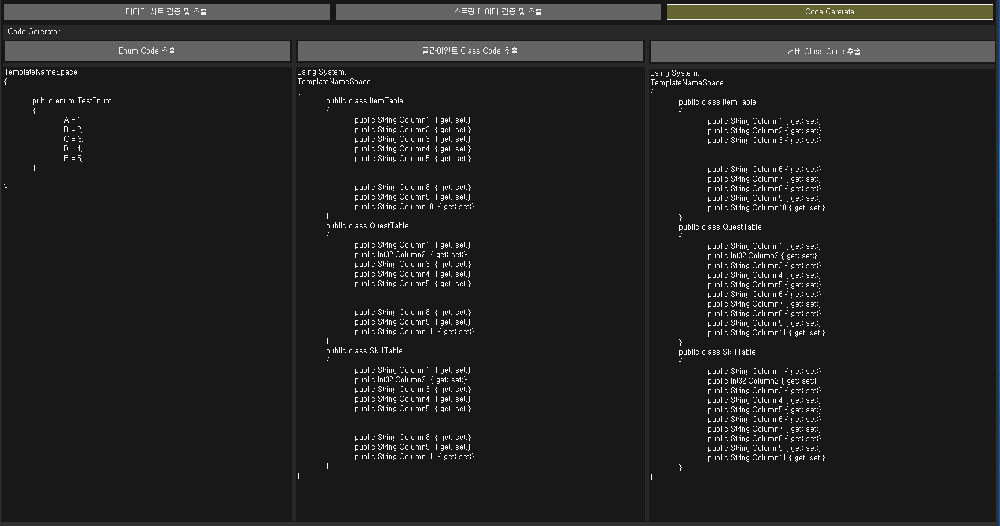 데이터 시트 검증 및 추출
스트링 데이터 검증 및 추출
Code Gererate
Code Gererator
Enum Code 추출
클라이언트 Class Code 추출
서버 Class Code 추출
TemplateNameSpace
{
public enum TestEnum
{
A = 1,
B = 2,
C = 3,
D = 4,
E = 5,
{
}
Using System;
TemplateNameSpace
{
public class ItemTable
{
public String Column1 { get; set;}
public String Column2 { get; set;}
public String Column3 { get; set;}
public String Column4 { get; set;}
public String Column5 { get; set;}
public String Column8 { get; set;}
public String Column9 { get; set;}
public String Column10 { get; set;}
}
public class QuestTable
{
public String Column1 { get; set;}
public Int32 Column2 { get; set;}
public String Column3 { get; set;}
public String Column4 { get; set;}
public String Column5 { get; set;}
public String Column8 { get; set;}
public String Column9 { get; set;}
public String Column11 { get; set;}
}
public class SkillTable
{
public String Column1 { get; set;}
public Int32 Column2 { get; set;}
public String Column3 { get; set;}
public String Column4 { get; set;}
public String Column5 { get; set;}
public String Column8 { get; set;}
public String Column9 { get; set;}
public String Column11 { get; set;}
}
}
Using System;
TemplateNameSpace
{
public class ItemTable
{
public String Column1 { get; set;}
public String Column2 { get; set;}
public String Column3 { get; set;}
public String Column6 { get; set;}
public String Column7 { get; set;}
public String Column8 { get; set;}
public String Column9 { get; set;}
public String Column10 { get; set;}
}
public class QuestTable
{
public String Column1 { get; set;}
public Int32 Column2 { get; set;}
public String Column3 { get; set;}
public String Column4 { get; set;}
public String Column5 { get; set;}
public String Column6 { get; set;}
public String Column7 { get; set;}
public String Column8 { get; set;}
public String Column9 { get; set;}
public String Column11 { get; set;}
}
public class SkillTable
{
public String Column1 { get; set;}
public Int32 Column2 { get; set;}
public String Column3 { get; set;}
public String Column4 { get; set;}
public String Column5 { get; set;}
public String Column6 { get; set;}
public String Column7 { get; set;}
public String Column8 { get; set;}
public String Column9 { get; set;}
public String Column11 { get; set;}
}
}